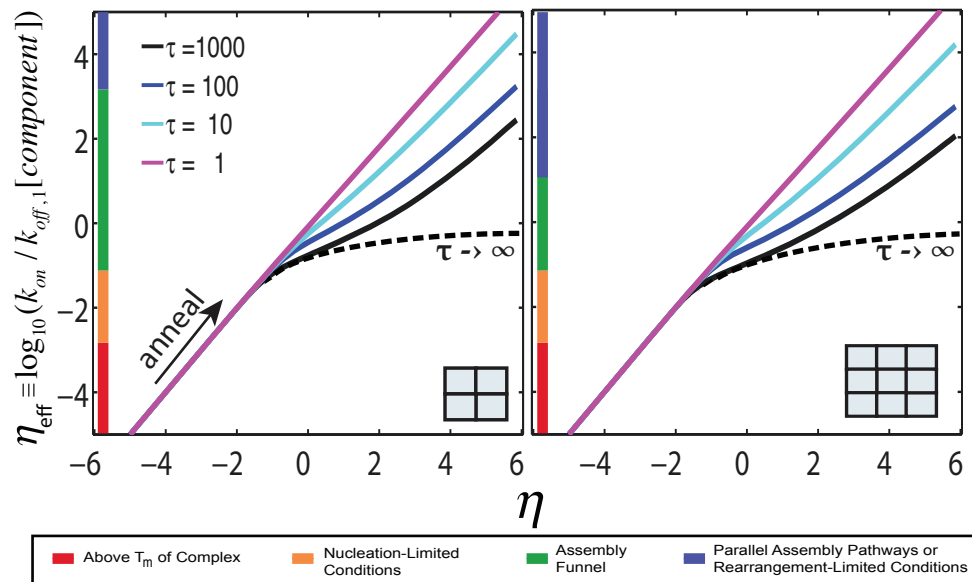 η_eff ≡ log₁₀ (k_on / k_off,1 [component])
4
2
0
−2
−4
τ =1000
τ = 100
τ = 10
τ = 1
anneal
τ -> ∞
τ -> ∞
−6 −4 −2 0 2 4 6
−4 −2 0 2 4 6
η
Above T_m of Complex
Nucleation-Limited
Conditions
Assembly
Funnel
Parallel Assembly Pathways or
Rearrangement-Limited Conditions